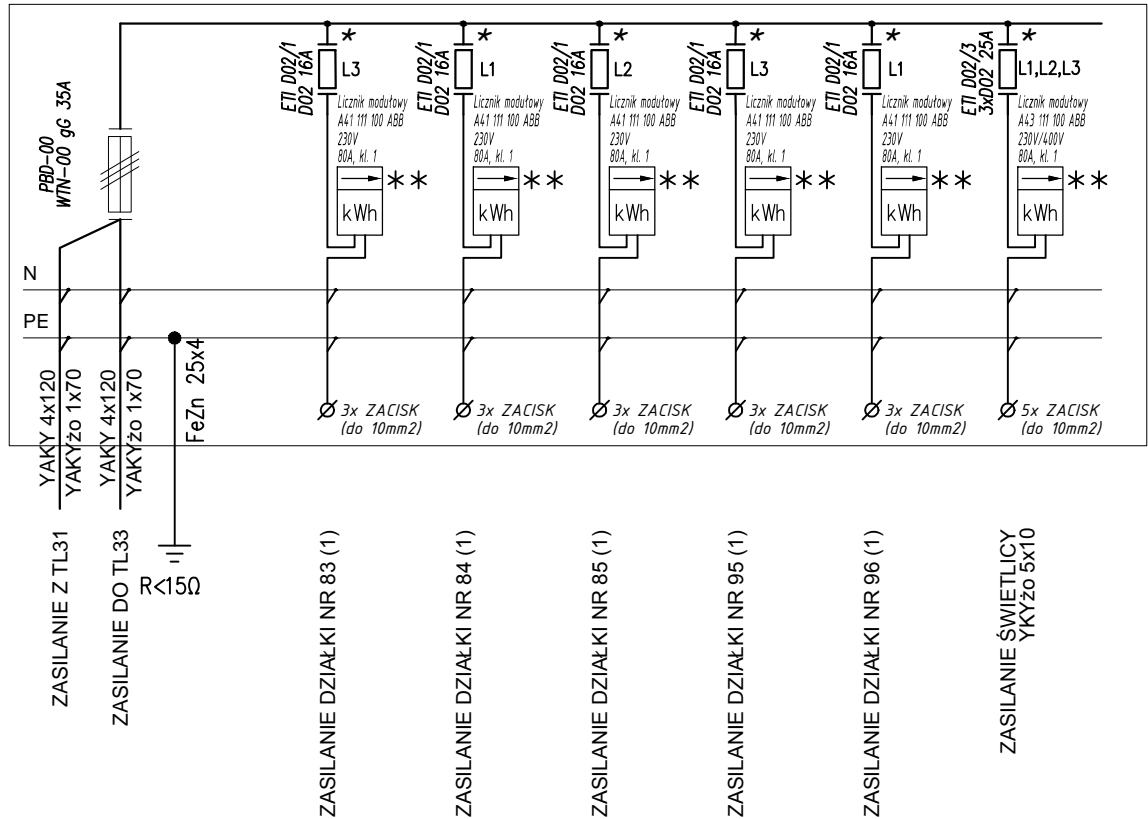 PBD-00
WTN-00 gG 35A
ETI D02/1
D02 16A
*
L3
Licznik modułowy
A41 111 100 ABB
230V
80A, kl. 1
* *
kWh
ETI D02/1
D02 16A
*
L1
Licznik modułowy
A41 111 100 ABB
230V
80A, kl. 1
* *
kWh
ETI D02/1
D02 16A
*
L2
Licznik modułowy
A41 111 100 ABB
230V
80A, kl. 1
* *
kWh
ETI D02/1
D02 16A
*
L3
Licznik modułowy
A41 111 100 ABB
230V
80A, kl. 1
* *
kWh
ETI D02/1
D02 16A
*
L1
Licznik modułowy
A41 111 100 ABB
230V
80A, kl. 1
* *
kWh
ETI D02/3
3xD02 25A
*
L1,L2,L3
Licznik modułowy
A43 111 100 ABB
230V/400V
80A, kl. 1
* *
kWh
N
PE
YAKY 4x120
YAKYżo 1x70
YAKY 4x120
YAKYżo 1x70
FeZn 25x4
3x ZACISK
(do 10mm2)
3x ZACISK
(do 10mm2)
3x ZACISK
(do 10mm2)
3x ZACISK
(do 10mm2)
3x ZACISK
(do 10mm2)
5x ZACISK
(do 10mm2)
R<15Ω
ZASILANIE Z TL31
ZASILANIE DO TL33
ZASILANIE DZIAŁKI NR 83 (1)
ZASILANIE DZIAŁKI NR 84 (1)
ZASILANIE DZIAŁKI NR 85 (1)
ZASILANIE DZIAŁKI NR 95 (1)
ZASILANIE DZIAŁKI NR 96 (1)
ZASILANIE ŚWIETLICY
YKYżo 5x10